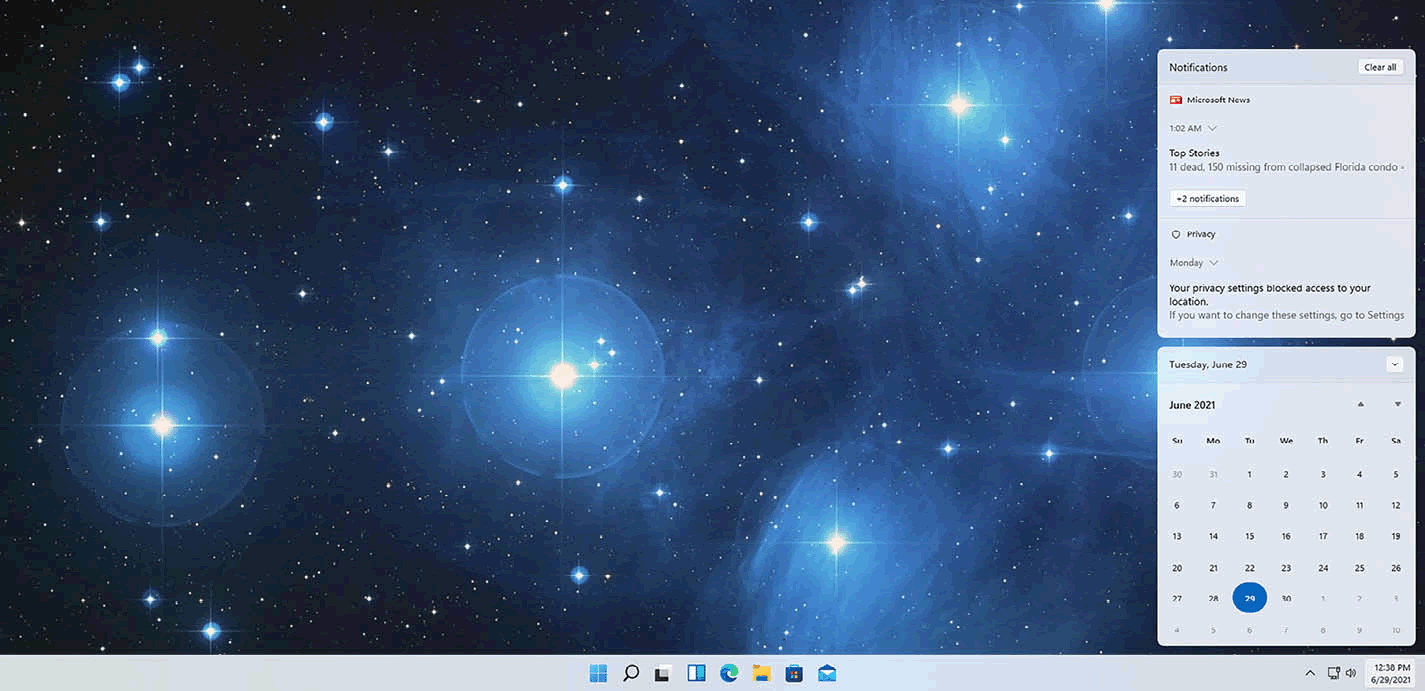 Notifications Clear all
Microsoft News
1:02 AM
Top Stories
11 dead, 150 missing from collapsed Florida condo
+2 notifications
Privacy
Monday
Your privacy settings blocked access to your
location.
If you want to change these settings, go to Settings
Tuesday, June 29
June 2021
Su Mo Tu We Th Fr Sa
30 31 1 2 3 4 5
6 7 8 9 10 11 12
13 14 15 16 17 18 19
20 21 22 23 24 25 26
27 28 29 30 1 2 3
4 5 6 7 8 9 10
12:38 PM
6/29/2021